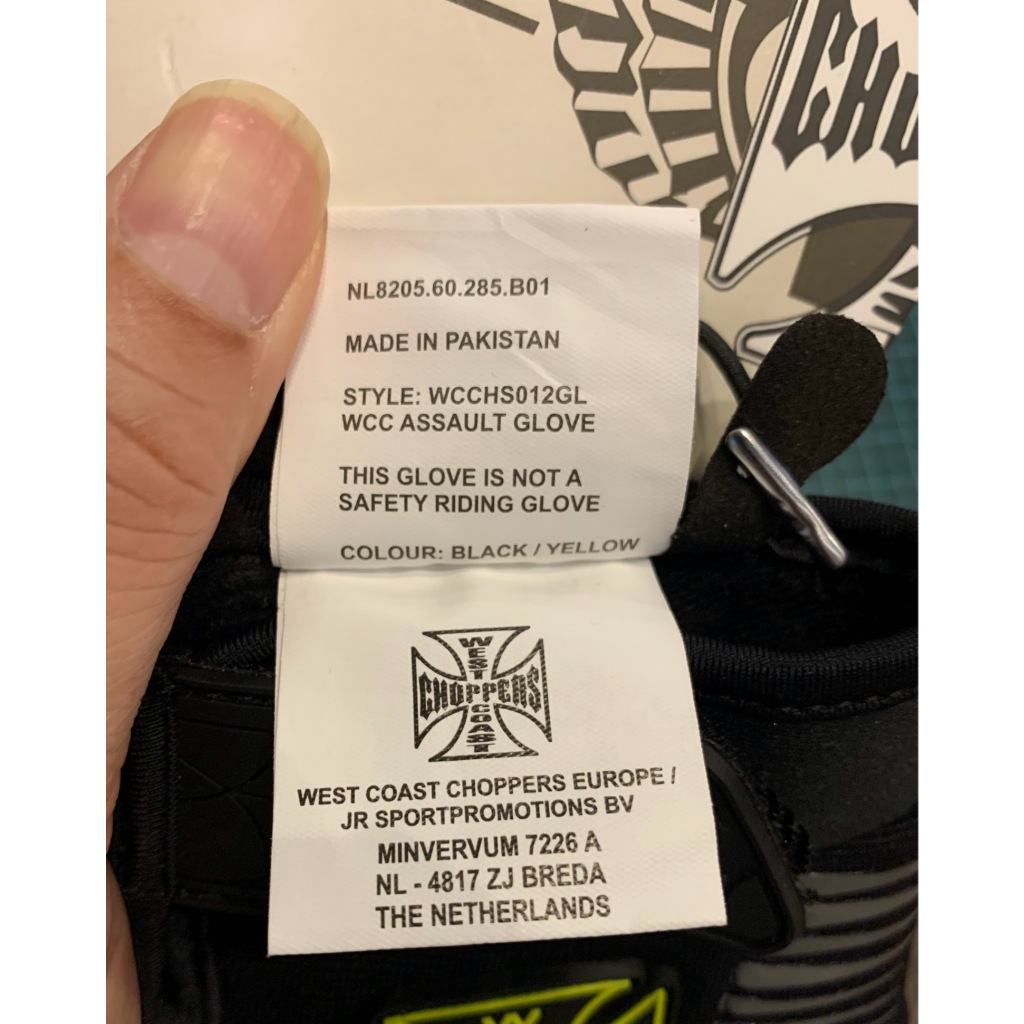 CHO
NL8205.60.285.B01
MADE IN PAKISTAN
STYLE: WCCHS012GL
WCC ASSAULT GLOVE
THIS GLOVE IS NOT A
SAFETY RIDING GLOVE
COLOUR: BLACK / YELLOW
WEST
CHOPPERS
COAST
WEST COAST CHOPPERS EUROPE /
JR SPORTPROMOTIONS BV
MINVERVUM 7226 A
NL - 4817 ZJ BREDA
THE NETHERLANDS
W